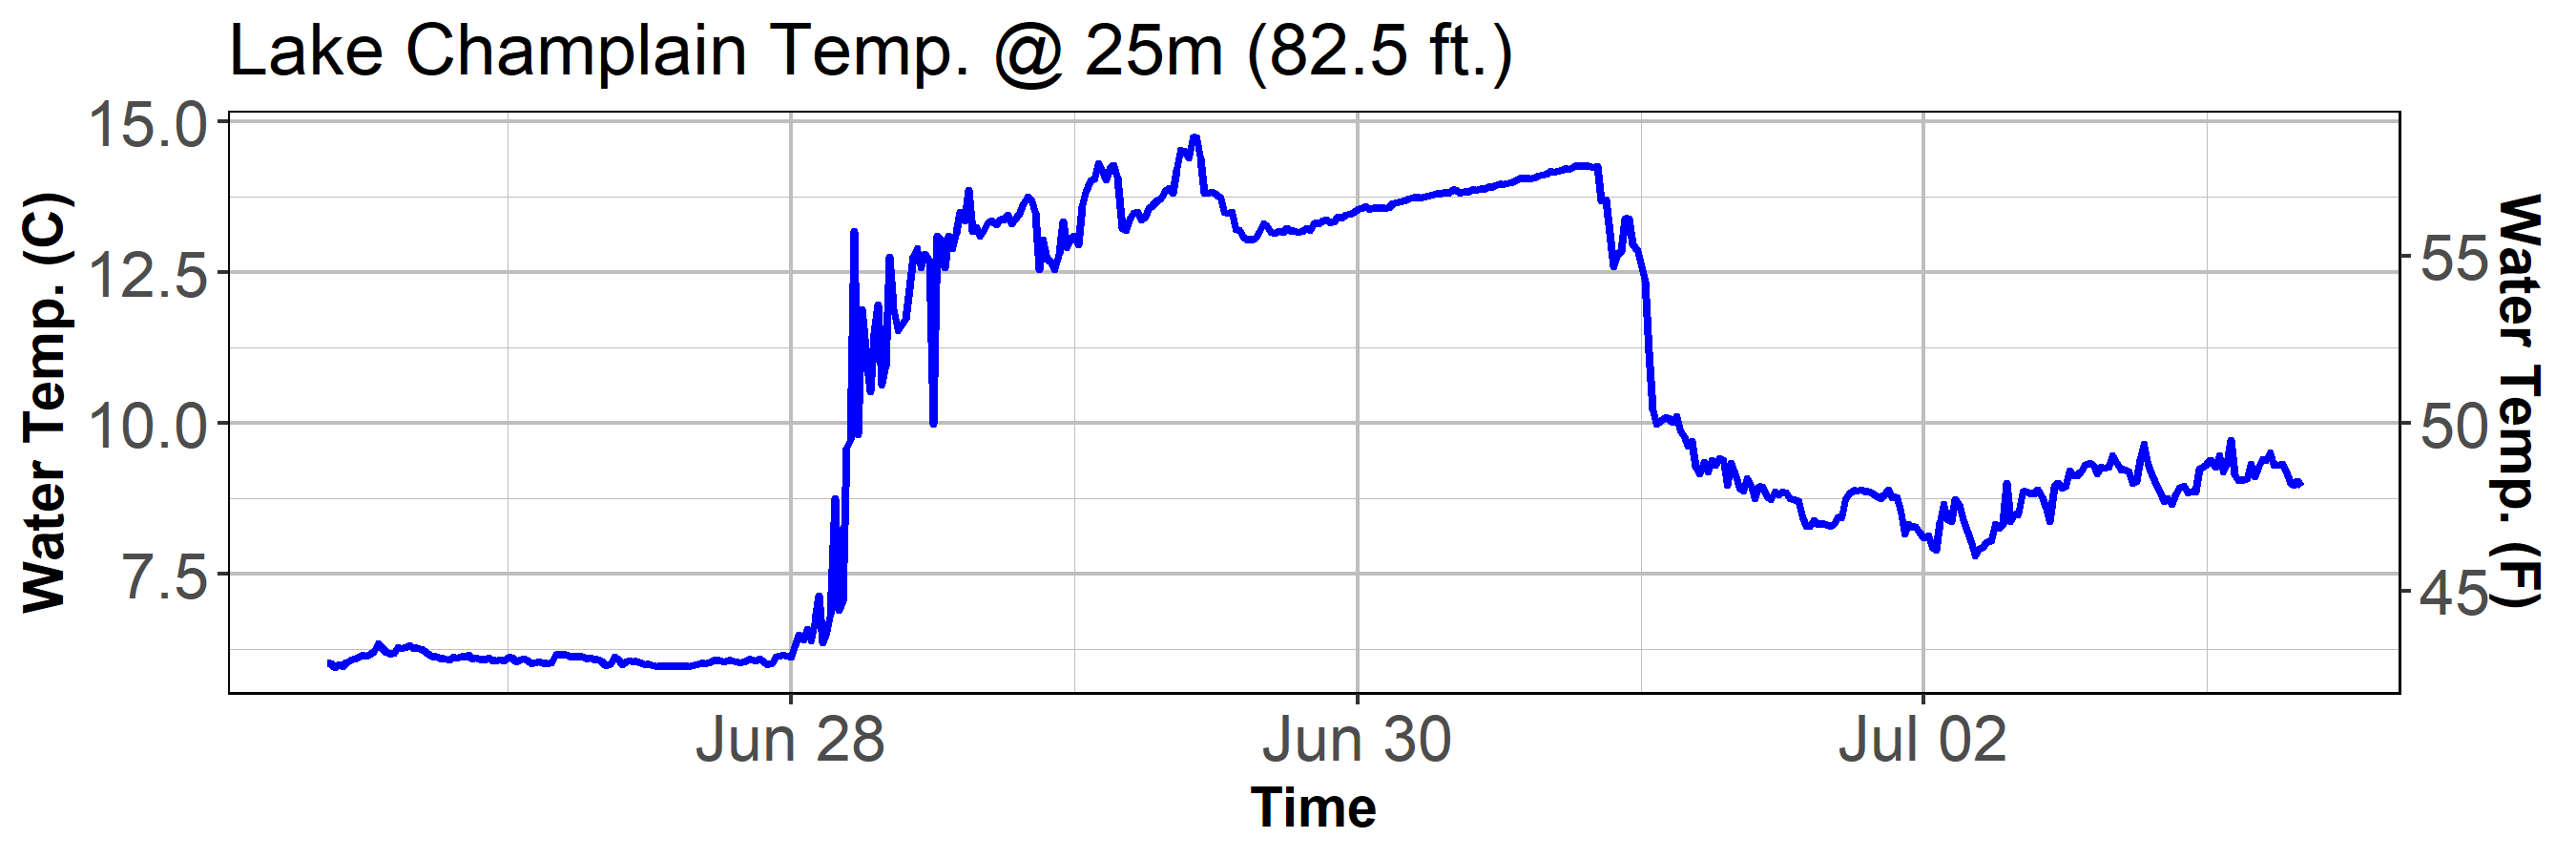 Lake Champlain Temp. @ 25m (82.5 ft.)
Water Temp. (C)
15.0
12.5
10.0
7.5
55
50
45
Water Temp. (F)
Jun 28
Jun 30
Jul 02
Time